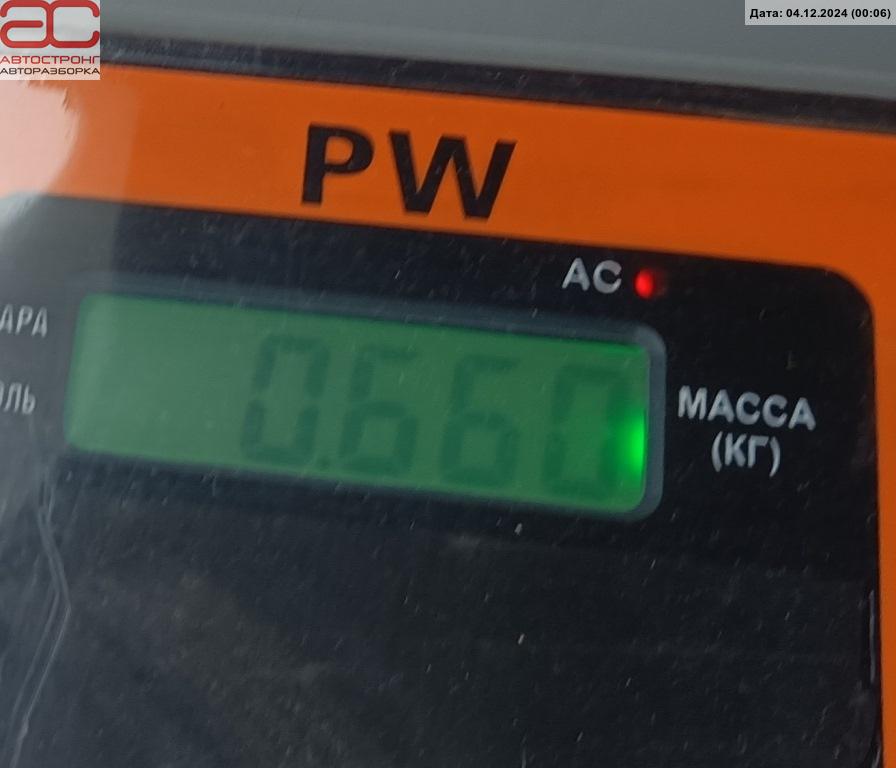 Дата: 04.12.2024 (00:06)
АС
АВТОСТРОНГ
АВТОРАЗБОРКА
PW
AC
АРА
ОЛЬ
0.660
МАССА
(КГ)